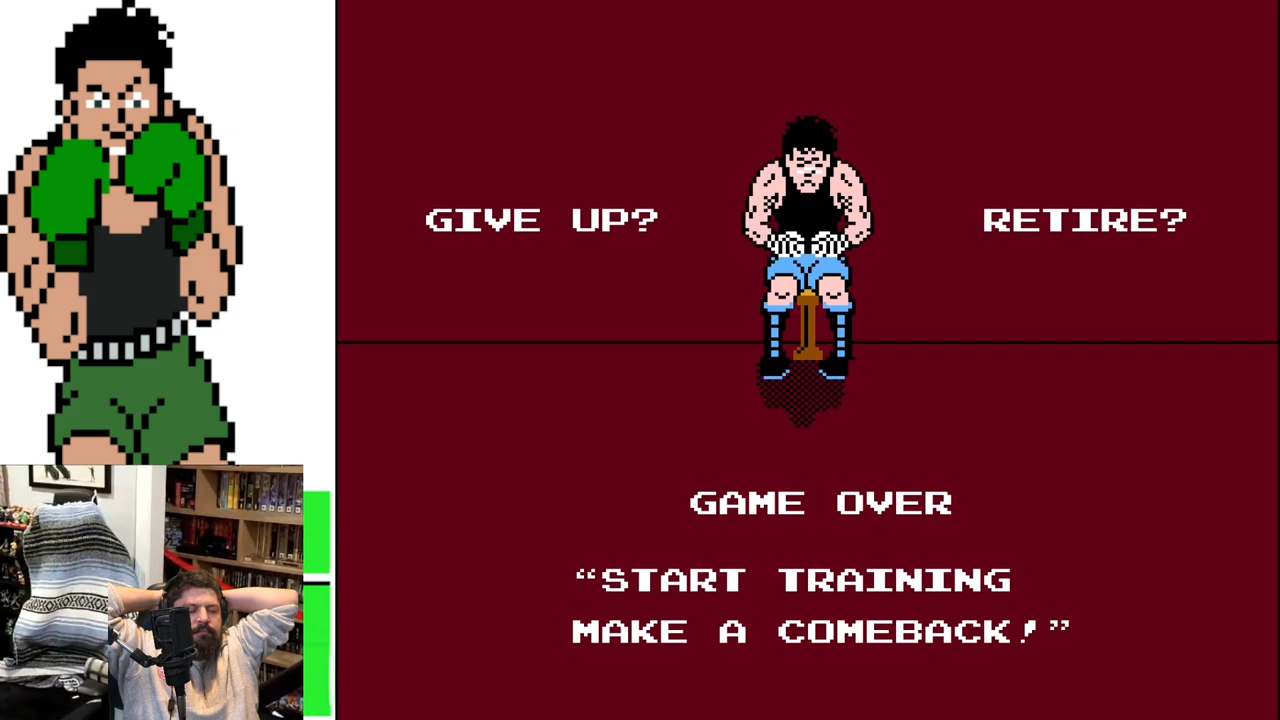 GIVE UP?
RETIRE?
GAME OVER
“START TRAINING
MAKE A COMEBACK!”